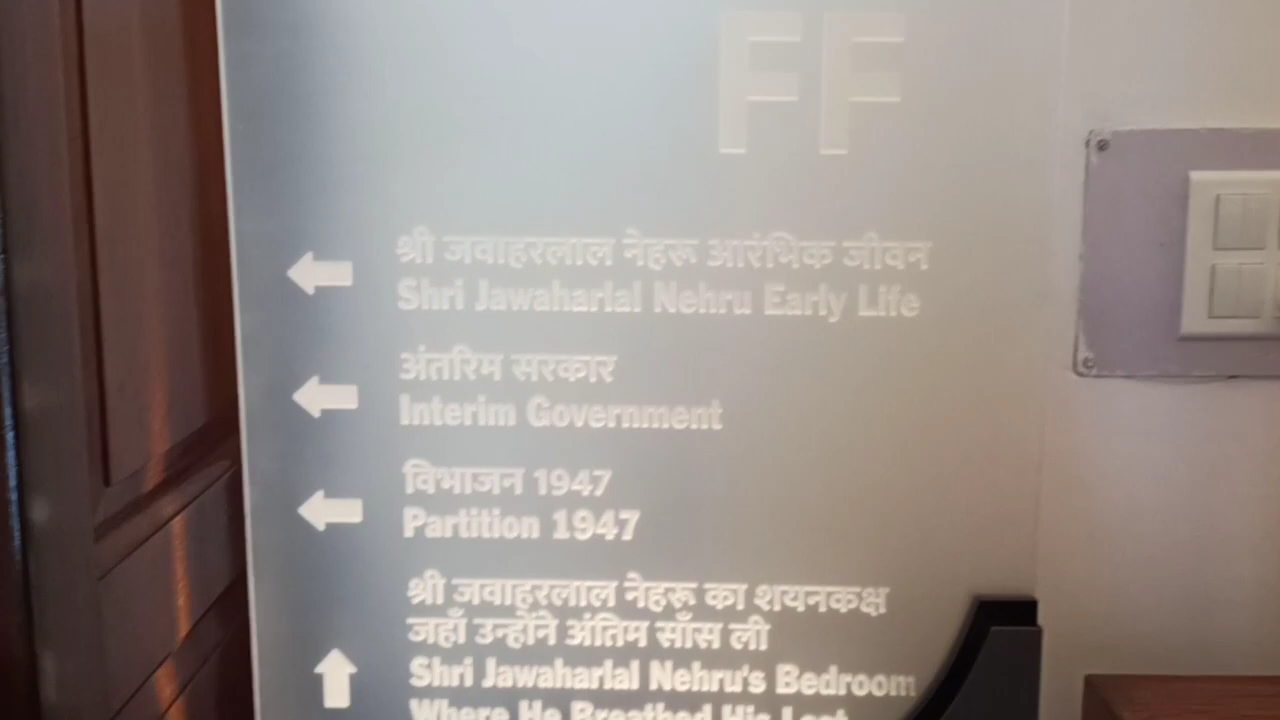 FF
श्री जवाहरलाल नेहरू आरंभिक जीवन
Shri Jawaharlal Nehru Early Life
अंतरिम सरकार
Interim Government
विभाजन 1947
Partition 1947
श्री जवाहरलाल नेहरू का शयनकक्ष
जहाँ उन्होंने अंतिम साँस ली
Shri Jawaharlal Nehru's Bedroom
Where He Breathed His Last